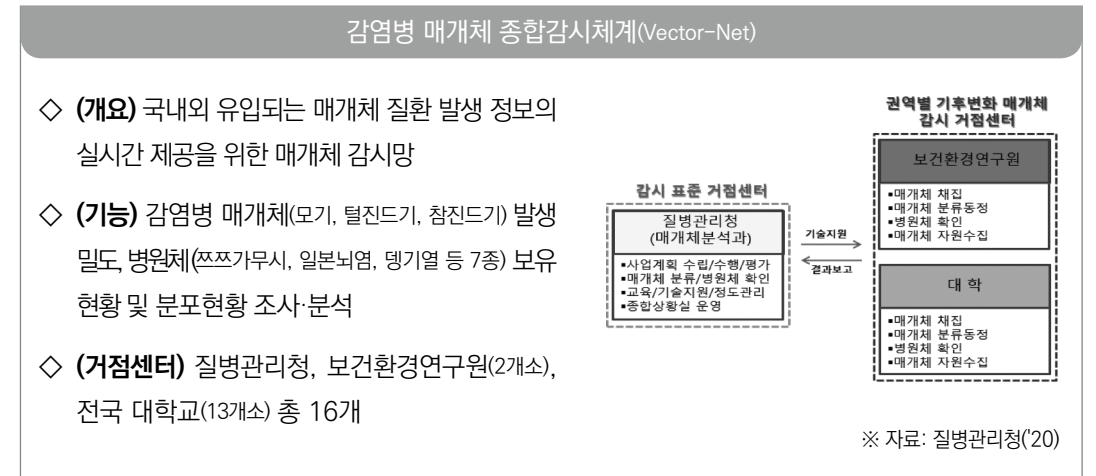 감염병 매개체 종합감시체계(Vector-Net)
◇ (개요) 국내외 유입되는 매개체 질환 발생 정보의
실시간 제공을 위한 매개체 감시망
◇ (기능) 감염병 매개체(모기, 털진드기, 참진드기) 발생
밀도, 병원체(쯔쯔가무시, 일본뇌염, 뎅기열 등 7종) 보유
현황 및 분포현황 조사·분석
◇ (거점센터) 질병관리청, 보건환경연구원(2개소),
전국 대학교(13개소) 총 16개
감시 표준 거점센터
질병관리청
(매개체분석과)
▪사업계획 수립/수행/평가
▪매개체 분류/병원체 확인
▪교육/기술지원/정도관리
▪종합상황실 운영
기술지원
결과보고
권역별 기후변화 매개체
감시 거점센터
보건환경연구원
▪매개체 채집
▪매개체 분류동정
▪병원체 확인
▪매개체 자원수집
대 학
▪매개체 채집
▪매개체 분류동정
▪병원체 확인
▪매개체 자원수집
※ 자료: 질병관리청('20)